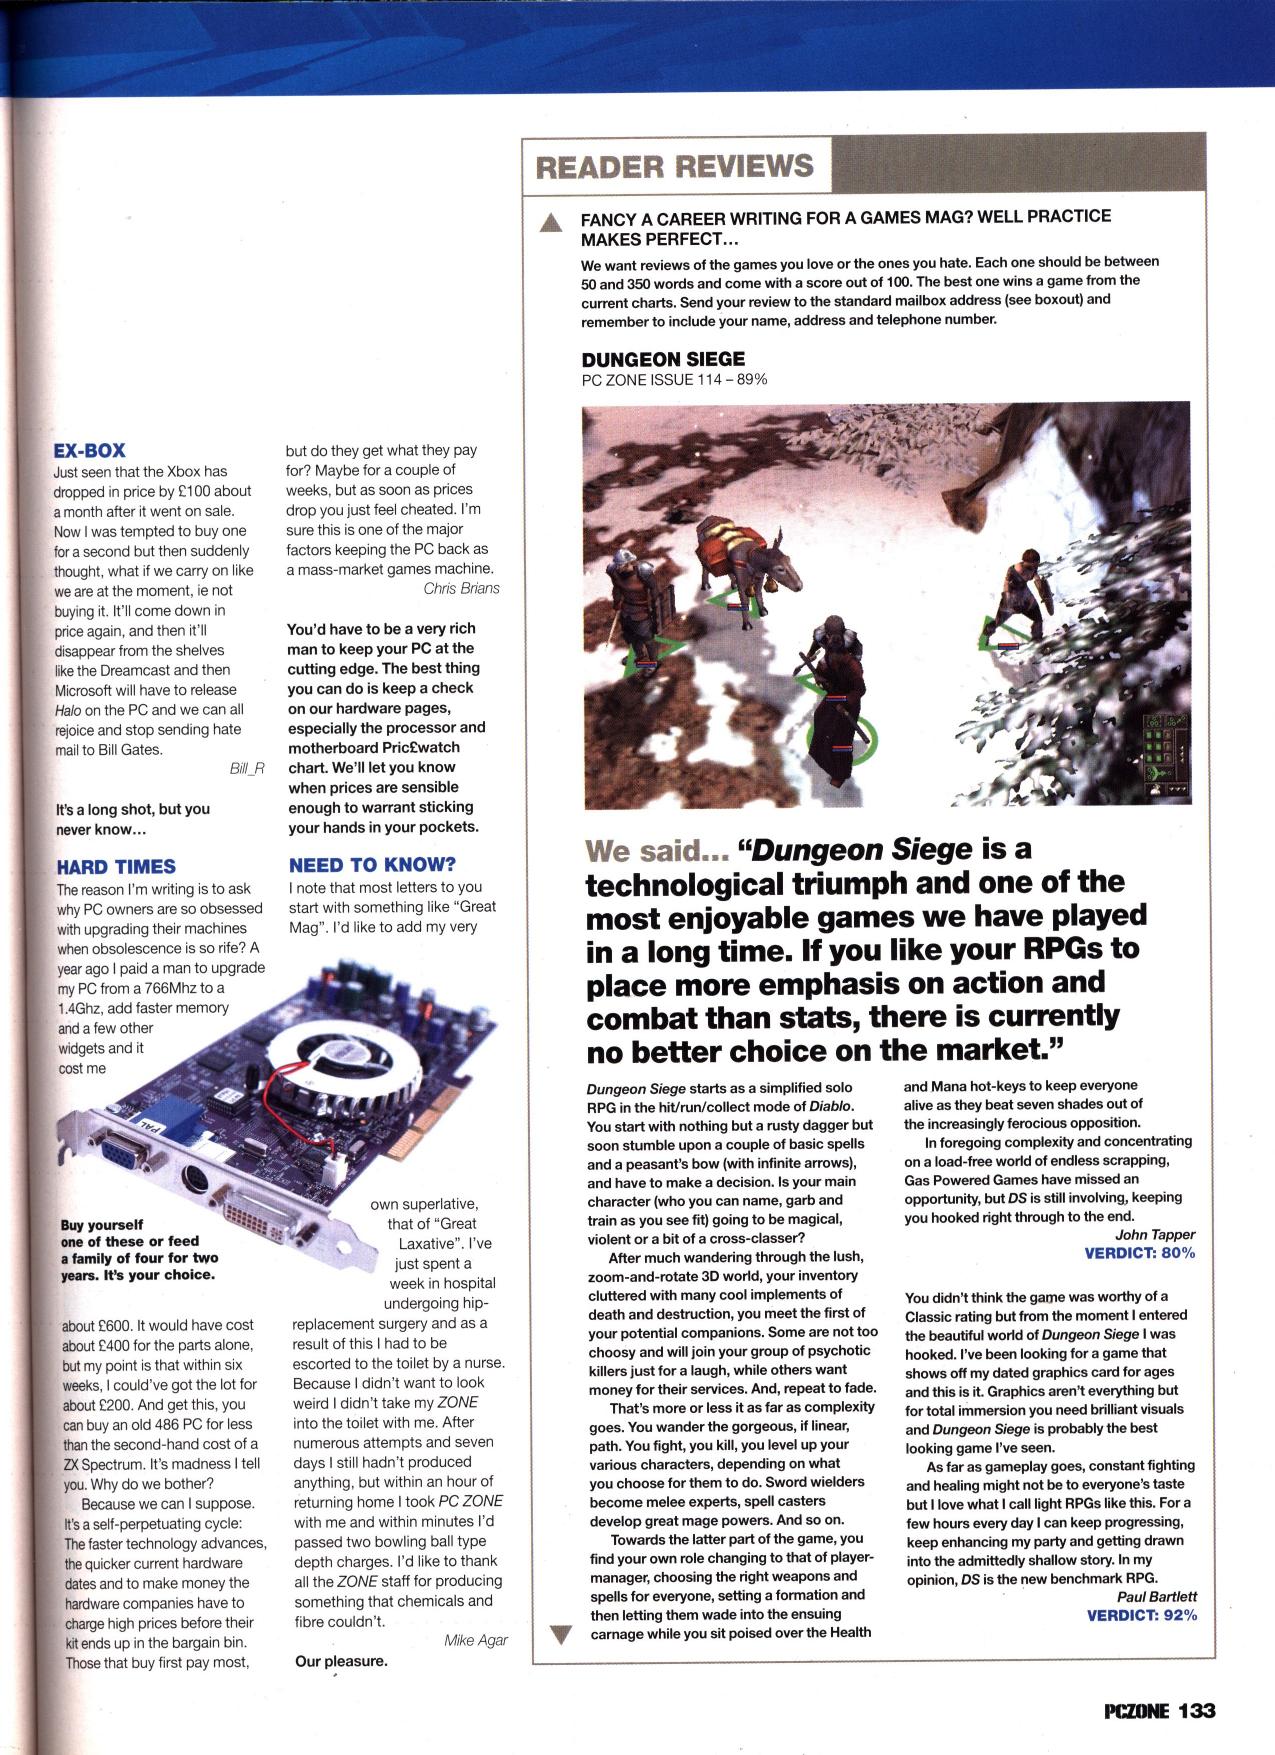 EX-BOX
Just seen that the Xbox has
dropped in price by £100 about
a month after it went on sale.
Now I was tempted to buy one
for a second but then suddenly
thought, what if we carry on like
we are at the moment, ie not
buying it. It'll come down in
price again, and then it'll
disappear from the shelves
like the Dreamcast and then
Microsoft will have to release
Halo on the PC and we can all
rejoice and stop sending hate
mail to Bill Gates.
Bill_R
It's a long shot, but you
never know...
HARD TIMES
The reason I'm writing is to ask
why PC owners are so obsessed
with upgrading their machines
when obsolescence is so rife? A
year ago I paid a man to upgrade
my PC from a 766Mhz to a
1.4Ghz, add faster memory
and a few other
widgets and it
cost me
PAL
Buy yourself
one of these or feed
a family of four for two
years. It's your choice.
about £600. It would have cost
about £400 for the parts alone,
but my point is that within six
weeks, I could've got the lot for
about £200. And get this, you
can buy an old 486 PC for less
than the second-hand cost of a
ZX Spectrum. It's madness I tell
you. Why do we bother?
Because we can I suppose.
It's a self-perpetuating cycle:
The faster technology advances,
the quicker current hardware
dates and to make money the
hardware companies have to
charge high prices before their
kit ends up in the bargain bin.
Those that buy first pay most,
but do they get what they pay
for? Maybe for a couple of
weeks, but as soon as prices
drop you just feel cheated. I'm
sure this is one of the major
factors keeping the PC back as
a mass-market games machine.
Chris Brians
You'd have to be a very rich
man to keep your PC at the
cutting edge. The best thing
you can do is keep a check
on our hardware pages,
especially the processor and
motherboard Pric£watch
chart. We'll let you know
when prices are sensible
enough to warrant sticking
your hands in your pockets.
NEED TO KNOW?
I note that most letters to you
start with something like "Great
Mag". I'd like to add my very
own superlative,
that of "Great
Laxative". I've
just spent a
week in hospital
undergoing hip-
replacement surgery and as a
result of this I had to be
escorted to the toilet by a nurse.
Because I didn't want to look
weird I didn't take my ZONE
into the toilet with me. After
numerous attempts and seven
days I still hadn't produced
anything, but within an hour of
returning home I took PC ZONE
with me and within minutes I'd
passed two bowling ball type
depth charges. I'd like to thank
all the ZONE staff for producing
something that chemicals and
fibre couldn't.
Mike Agar
Our pleasure.
READER REVIEWS
FANCY A CAREER WRITING FOR A GAMES MAG? WELL PRACTICE
MAKES PERFECT...
We want reviews of the games you love or the ones you hate. Each one should be between
50 and 350 words and come with a score out of 100. The best one wins a game from the
current charts. Send your review to the standard mailbox address (see boxout) and
remember to include your name, address and telephone number.
DUNGEON SIEGE
PC ZONE ISSUE 114 – 89%
We said... "Dungeon Siege is a
technological triumph and one of the
most enjoyable games we have played
in a long time. If you like your RPGs to
place more emphasis on action and
combat than stats, there is currently
no better choice on the market."
Dungeon Siege starts as a simplified solo
RPG in the hit/run/collect mode of Diablo.
You start with nothing but a rusty dagger but
soon stumble upon a couple of basic spells
and a peasant's bow (with infinite arrows),
and have to make a decision. Is your main
character (who you can name, garb and
train as you see fit) going to be magical,
violent or a bit of a cross-classer?
After much wandering through the lush,
zoom-and-rotate 3D world, your inventory
cluttered with many cool implements of
death and destruction, you meet the first of
your potential companions. Some are not too
choosy and will join your group of psychotic
killers just for a laugh, while others want
money for their services. And, repeat to fade.
That's more or less it as far as complexity
goes. You wander the gorgeous, if linear,
path. You fight, you kill, you level up your
various characters, depending on what
you choose for them to do. Sword wielders
become melee experts, spell casters
develop great mage powers. And so on.
Towards the latter part of the game, you
find your own role changing to that of player-
manager, choosing the right weapons and
spells for everyone, setting a formation and
then letting them wade into the ensuing
carnage while you sit poised over the Health
and Mana hot-keys to keep everyone
alive as they beat seven shades out of
the increasingly ferocious opposition.
In foregoing complexity and concentrating
on a load-free world of endless scrapping,
Gas Powered Games have missed an
opportunity, but DS is still involving, keeping
you hooked right through to the end.
John Tapper
VERDICT: 80%
You didn't think the game was worthy of a
Classic rating but from the moment I entered
the beautiful world of Dungeon Siege I was
hooked. I've been looking for a game that
shows off my dated graphics card for ages
and this is it. Graphics aren't everything but
for total immersion you need brilliant visuals
and Dungeon Siege is probably the best
looking game I've seen.
As far as gameplay goes, constant fighting
and healing might not be to everyone's taste
but I love what I call light RPGs like this. For a
few hours every day I can keep progressing,
keep enhancing my party and getting drawn
into the admittedly shallow story. In my
opinion, DS is the new benchmark RPG.
Paul Bartlett
VERDICT: 92%
PCZONE 133